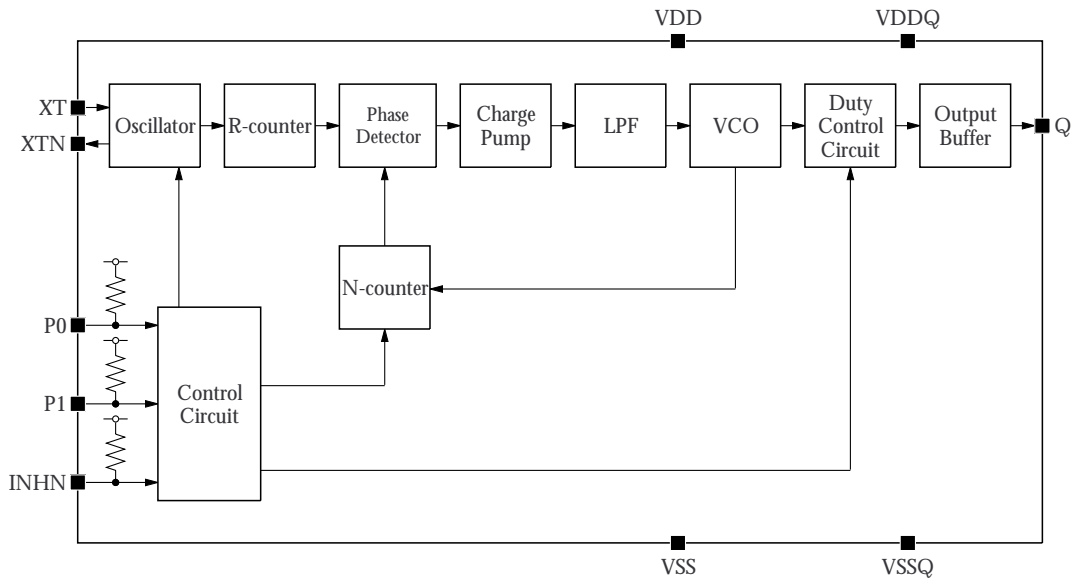 VDD
VDDQ
XT
XTN
Oscillator
R-counter
Phase
Detector
Charge
Pump
LPF
VCO
Duty
Control
Circuit
Output
Buffer
Q
N-counter
P0
P1
INHN
Control
Circuit
VSS
VSSQ